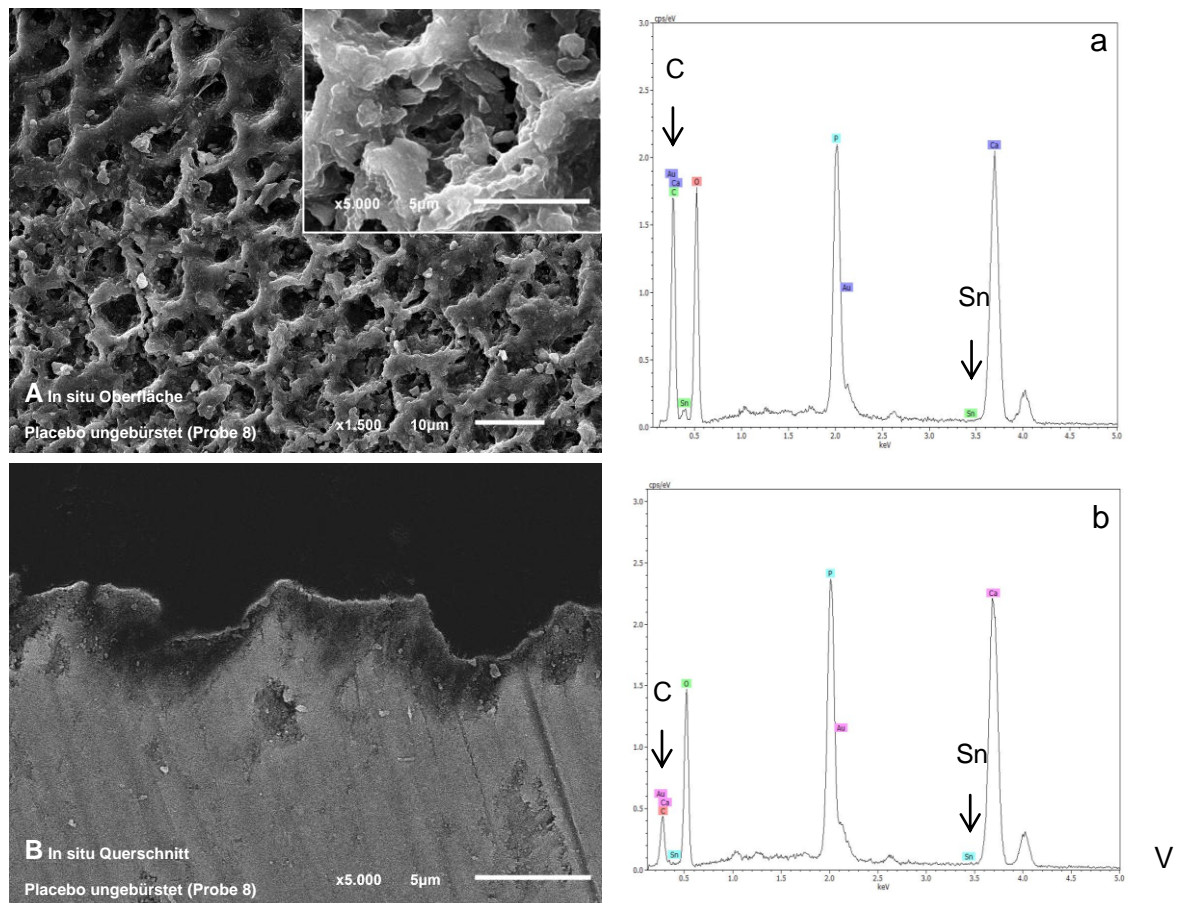 x5.000 5µm
A In situ Oberfläche
Placebo ungebürstet (Probe 8)
x1.500 10µm
cps/eV
a
3.0
2.5
2.0
1.5
1.0
0.5
0.0
C
Au
Ca
C
O
Sn
P
Au
Sn
Sn
Ca
0.5 1.0 1.5 2.0 2.5 3.0 3.5 4.0 4.5 5.0
keV
B In situ Querschnitt
Placebo ungebürstet (Probe 8)
x5.000 5µm
cps/eV
b
3.0
2.5
2.0
1.5
1.0
0.5
0.0
C
Au
Ca
C
Sn
O
P
Au
Sn
Sn
Ca
0.5 1.0 1.5 2.0 2.5 3.0 3.5 4.0 4.5 5.0
keV
V